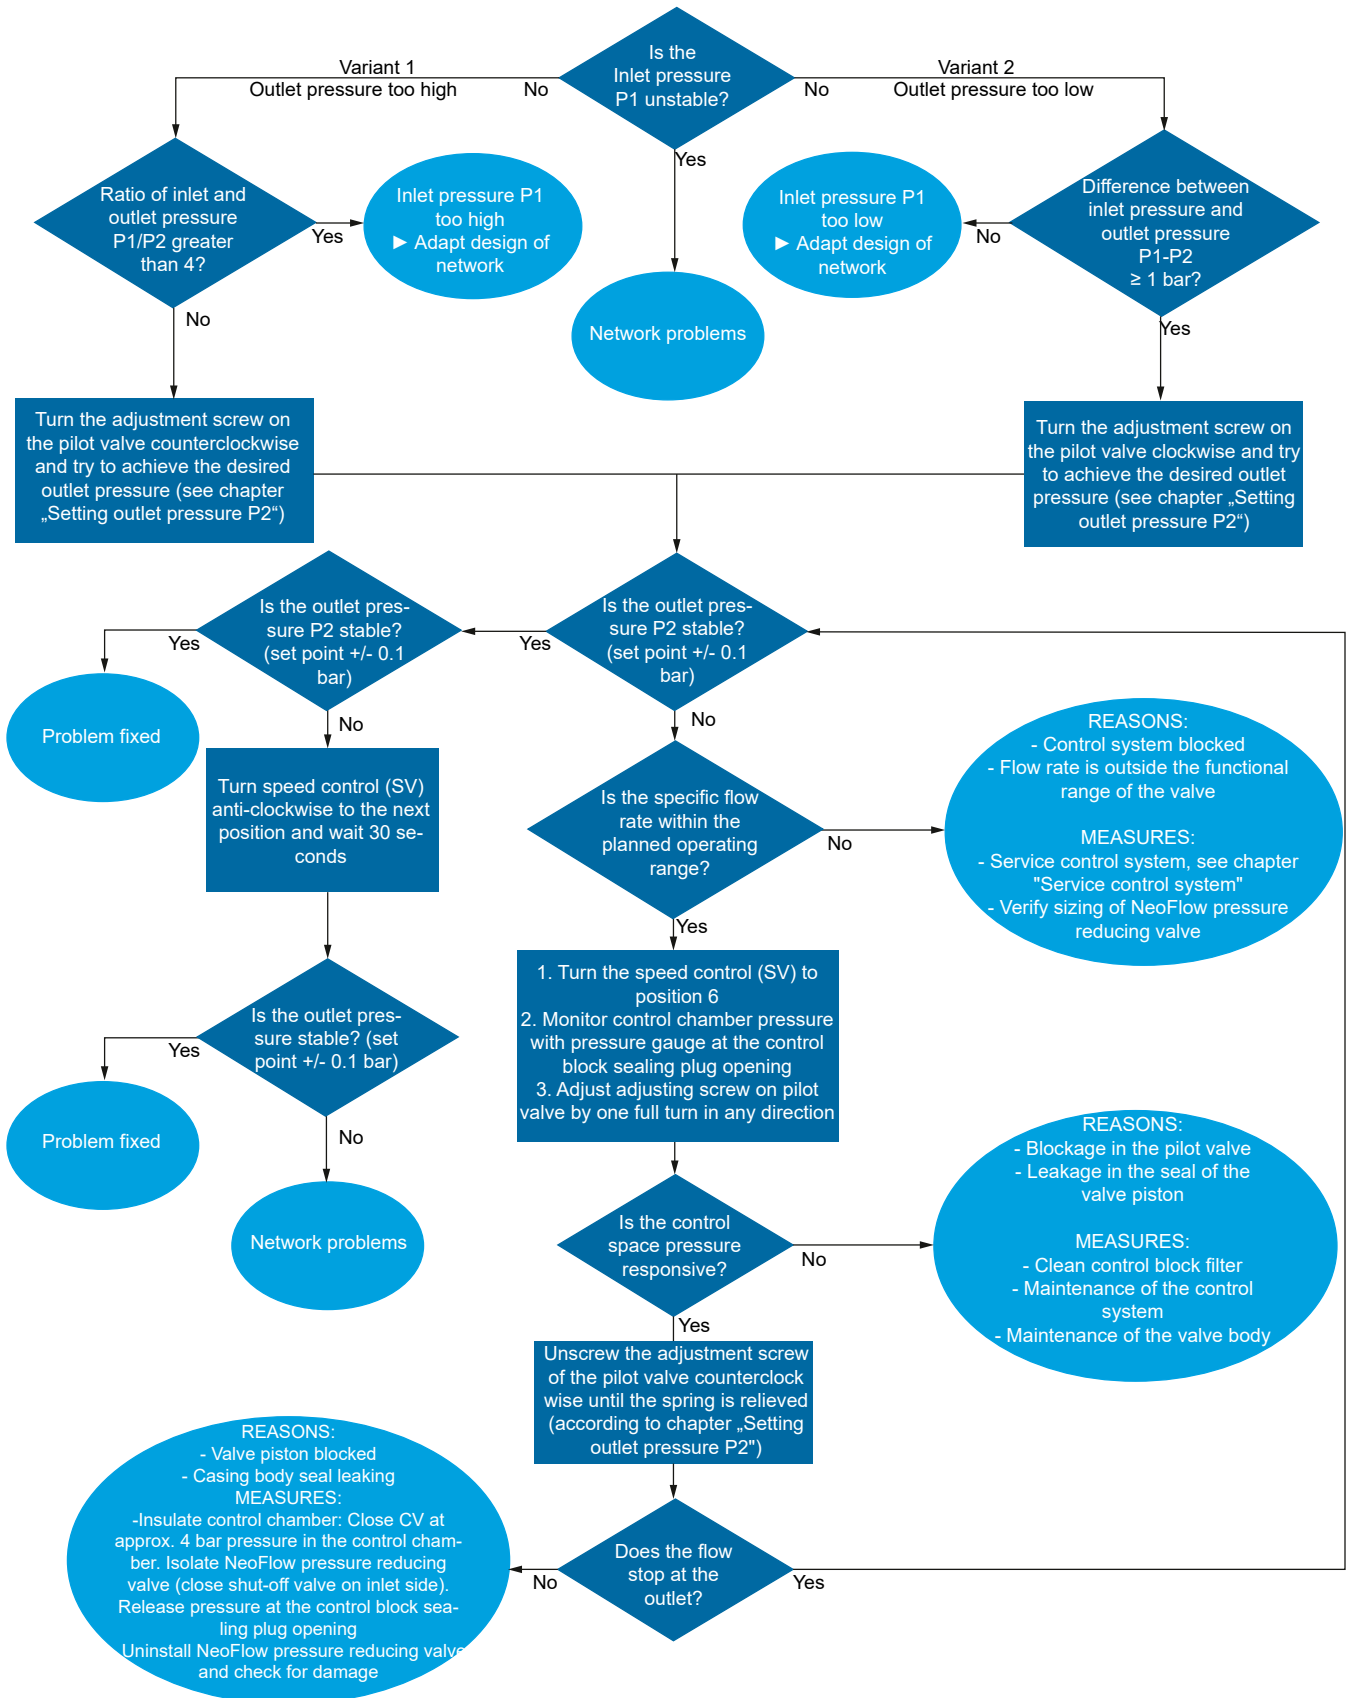 Is the
Inlet pressure
P1 unstable?
Variant 1
Outlet pressure too high
No
No
Variant 2
Outlet pressure too low
Yes
Ratio of inlet and
outlet pressure
P1/P2 greater
than 4?
Yes
No
Inlet pressure P1
too high
► Adapt design of
network
Network problems
Inlet pressure P1
too low
► Adapt design of
network
No
Difference between
inlet pressure and
outlet pressure
P1-P2
≥ 1 bar?
Yes
Turn the adjustment screw on
the pilot valve counterclockwise
and try to achieve the desired
outlet pressure (see chapter
„Setting outlet pressure P2“)
Turn the adjustment screw on
the pilot valve clockwise and try
to achieve the desired outlet
pressure (see chapter „Setting
outlet pressure P2“)
Is the outlet pres-
sure P2 stable?
(set point +/- 0.1
bar)
Yes
No
Is the outlet pres-
sure P2 stable?
(set point +/- 0.1
bar)
Yes
No
Problem fixed
Turn speed control (SV)
anti-clockwise to the next
position and wait 30 se-
conds
Is the specific flow
rate within the
planned operating
range?
No
Yes
REASONS:
- Control system blocked
- Flow rate is outside the functional
range of the valve
MEASURES:
- Service control system, see chapter
"Service control system"
- Verify sizing of NeoFlow pressure
reducing valve
Is the outlet pres-
sure stable? (set
point +/- 0.1 bar)
Yes
No
Problem fixed
Network problems
1. Turn the speed control (SV) to
position 6
2. Monitor control chamber pressure
with pressure gauge at the control
block sealing plug opening
3. Adjust adjusting screw on pilot
valve by one full turn in any direction
Is the control
space pressure
responsive?
No
Yes
REASONS:
- Blockage in the pilot valve
- Leakage in the seal of the
valve piston
MEASURES:
- Clean control block filter
- Maintenance of the control
system
- Maintenance of the valve body
Unscrew the adjustment screw
of the pilot valve counterclock
wise until the spring is relieved
(according to chapter „Setting
outlet pressure P2")
Does the flow
stop at the
outlet?
No
Yes
REASONS:
- Valve piston blocked
- Casing body seal leaking
MEASURES:
-Insulate control chamber: Close CV at
approx. 4 bar pressure in the control cham-
ber. Isolate NeoFlow pressure reducing
valve (close shut-off valve on inlet side).
Release pressure at the control block sea-
ling plug opening
Uninstall NeoFlow pressure reducing valve
and check for damage